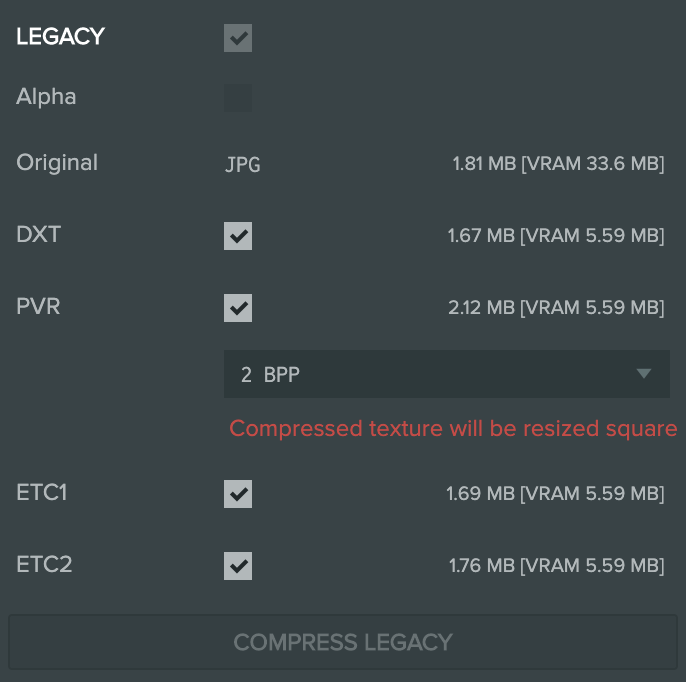 LEGACY
Alpha
Original JPG 1.81 MB [VRAM 33.6 MB]
DXT 1.67 MB [VRAM 5.59 MB]
PVR 2.12 MB [VRAM 5.59 MB]
2 BPP
Compressed texture will be resized square
ETC1 1.69 MB [VRAM 5.59 MB]
ETC2 1.76 MB [VRAM 5.59 MB]
COMPRESS LEGACY